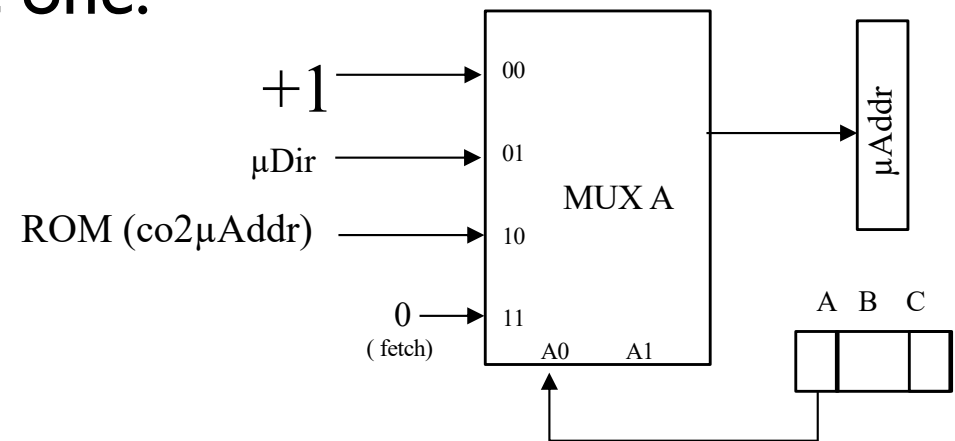 one.
+1
00
µDir
01
MUX A
µAddr
ROM (co2µAddr)
10
0
( fetch)
11
A0 A1
A B C